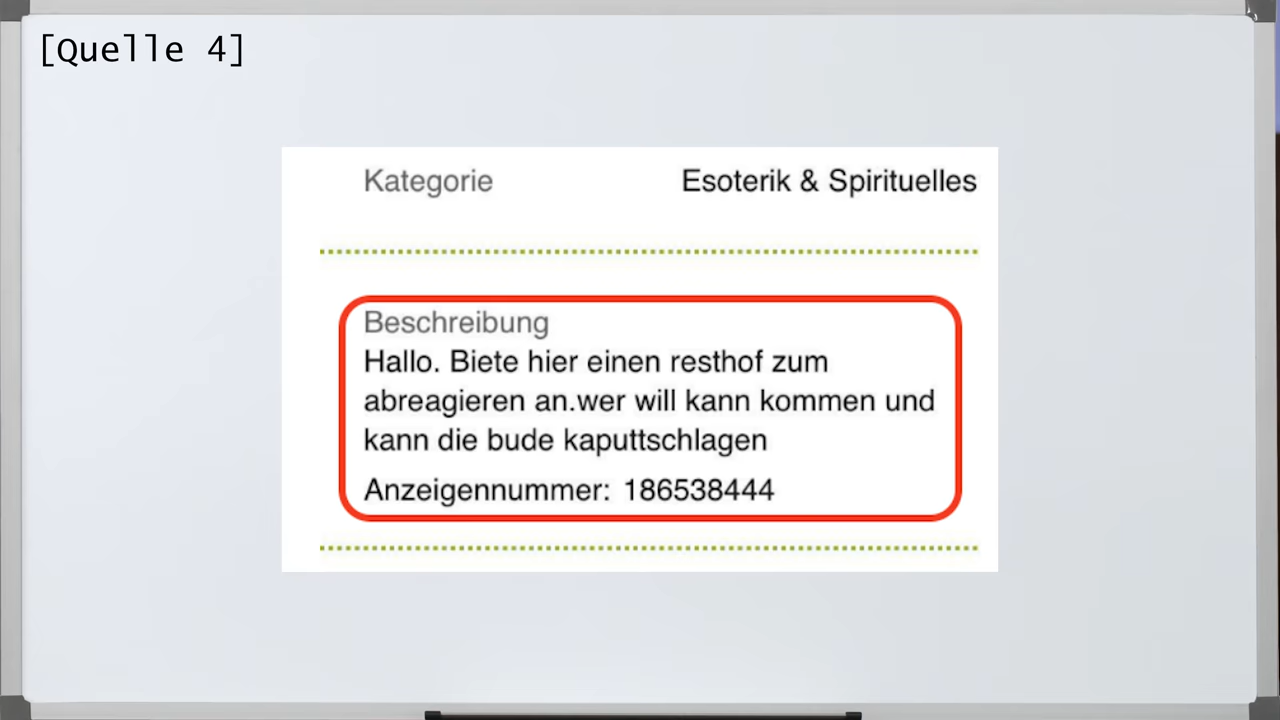 [Quelle 4]
Kategorie Esoterik & Spirituelles
Beschreibung
Hallo. Biete hier einen resthof zum
abreagieren an.wer will kann kommen und
kann die bude kaputtschlagen
Anzeigennummer: 186538444